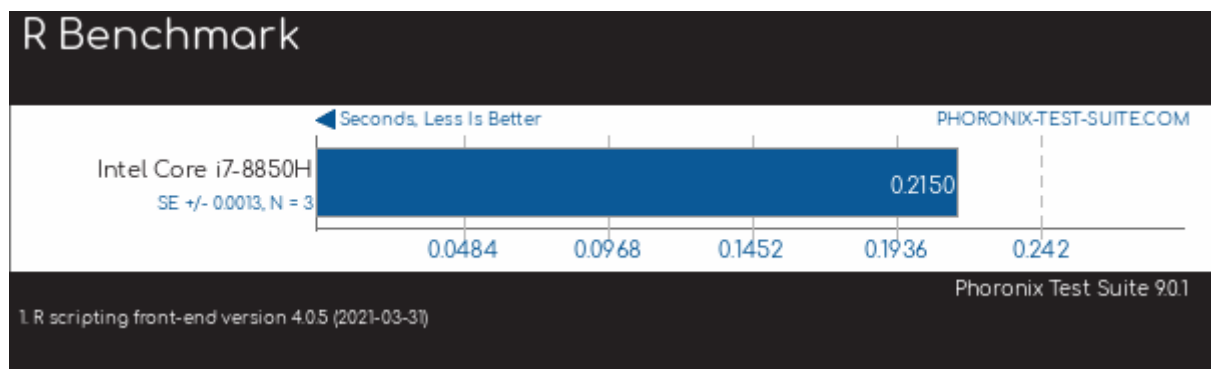 R Benchmark
Seconds, Less Is Better PHORONIX-TEST-SUITE.COM
Intel Core i7-8850H
0.2150
SE +/- 0.0013, N = 3
0.0484 0.0968 0.1452 0.1936 0.242
Phoronix Test Suite 9.0.1
1. R scripting front-end version 4.0.5 (2021-03-31)